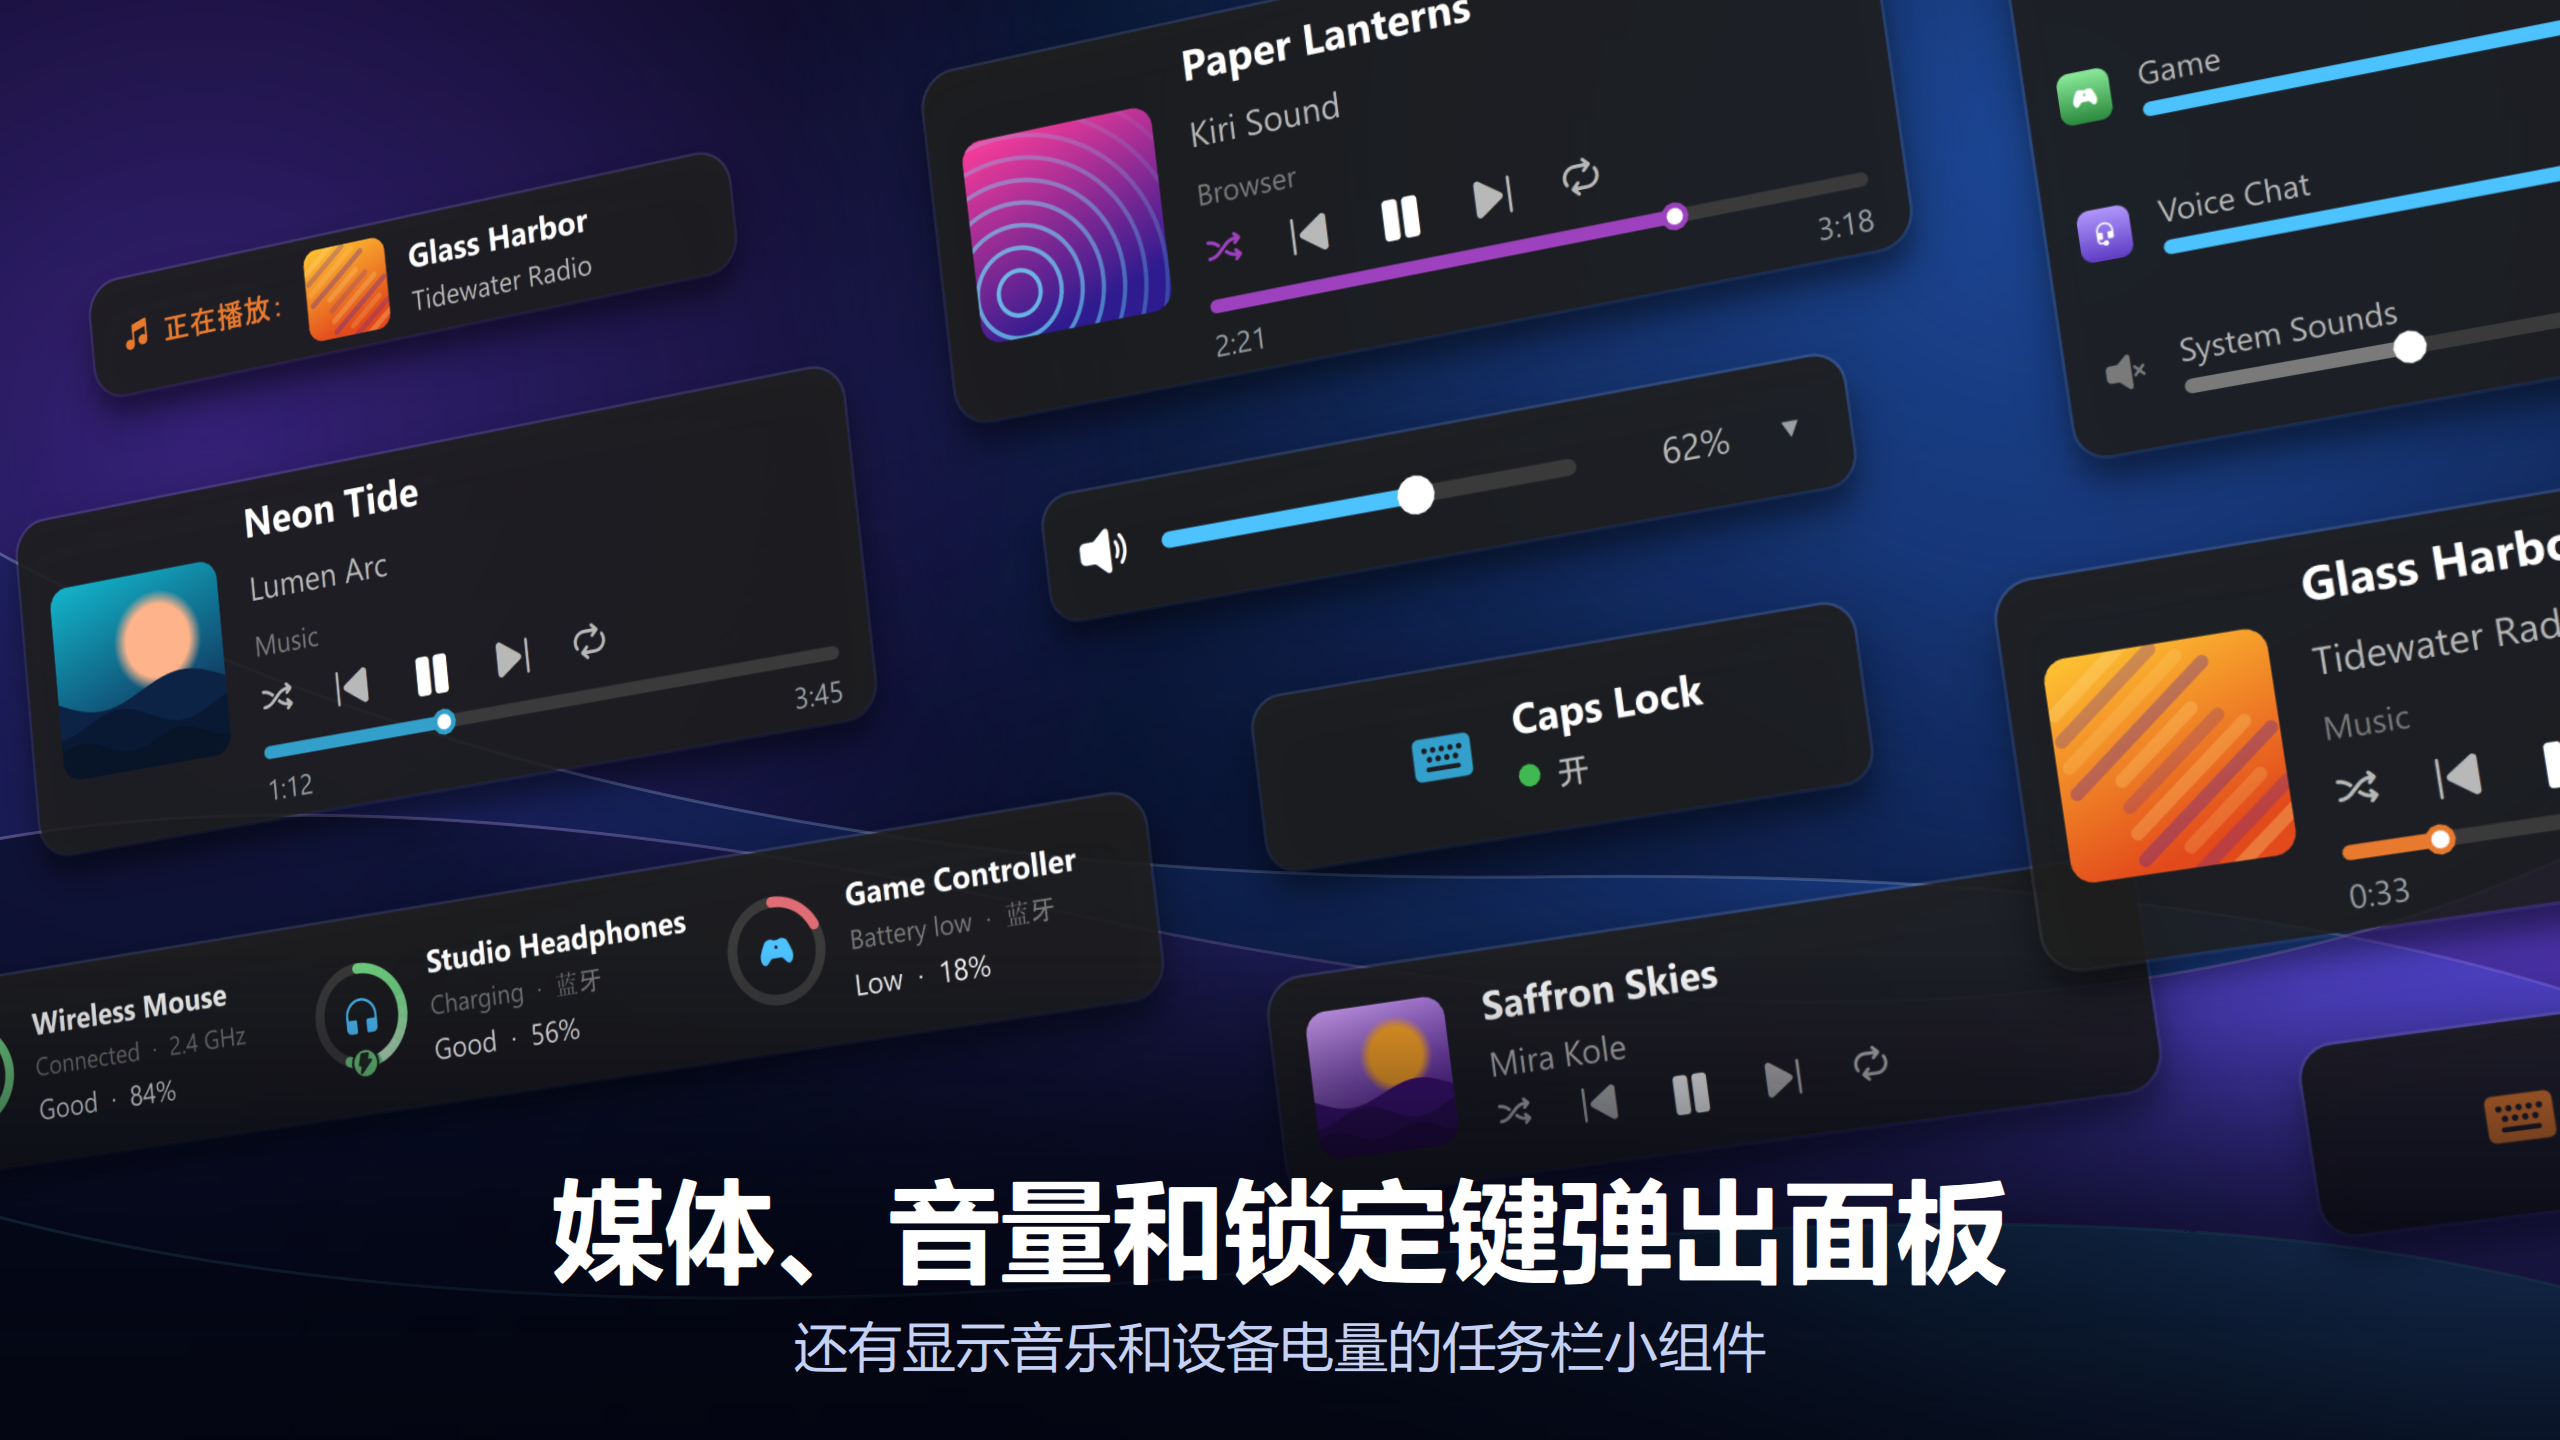 正在播放：
Glass Harbor
Tidewater Radio
Neon Tide
Lumen Arc
Music
1:12
3:45
Wireless Mouse
Connected · 2.4 GHz
Good · 84%
Studio Headphones
Charging · 蓝牙
Good · 56%
Game Controller
Battery low · 蓝牙
Low · 18%
Paper Lanterns
Kiri Sound
Browser
2:21
3:18
62%
Caps Lock
开
Saffron Skies
Mira Kole
Game
Voice Chat
System Sounds
Glass Harbo
Tidewater Rad
Music
0:33
媒体、音量和锁定键弹出面板
还有显示音乐和设备电量的任务栏小组件